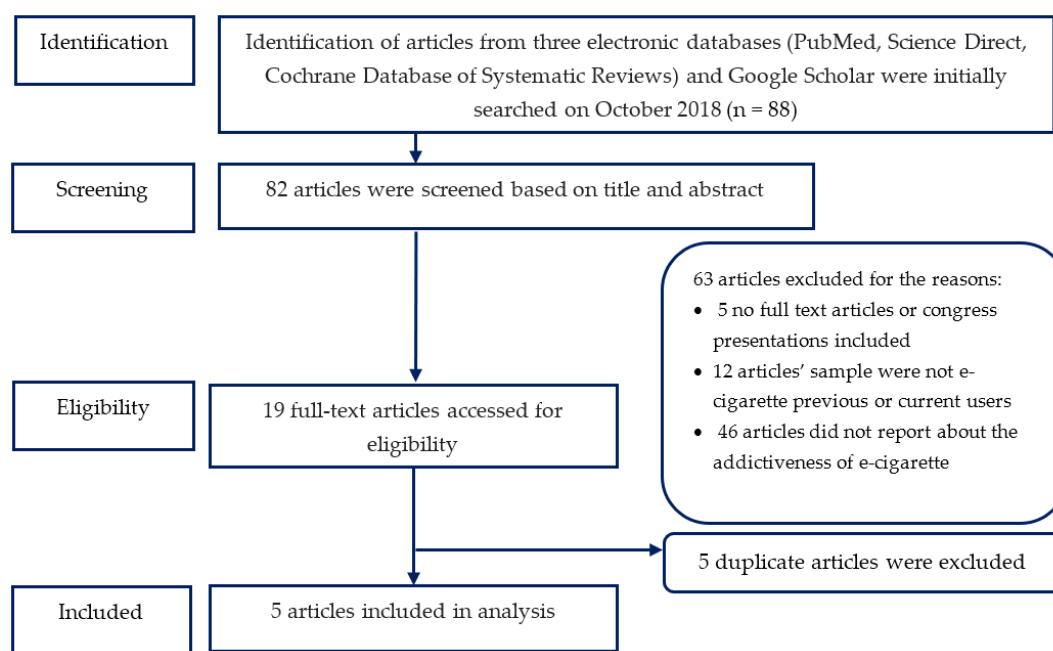 Identification
Identification of articles from three electronic databases (PubMed, Science Direct,
Cochrane Database of Systematic Reviews) and Google Scholar were initially
searched on October 2018 (n = 88)
Screening
82 articles were screened based on title and abstract
63 articles excluded for the reasons:
• 5 no full text articles or congress
presentations included
• 12 articles’ sample were not e-
cigarette previous or current users
• 46 articles did not report about the
addictiveness of e-cigarette
Eligibility
19 full-text articles accessed for
eligibility
5 duplicate articles were excluded
Included
5 articles included in analysis